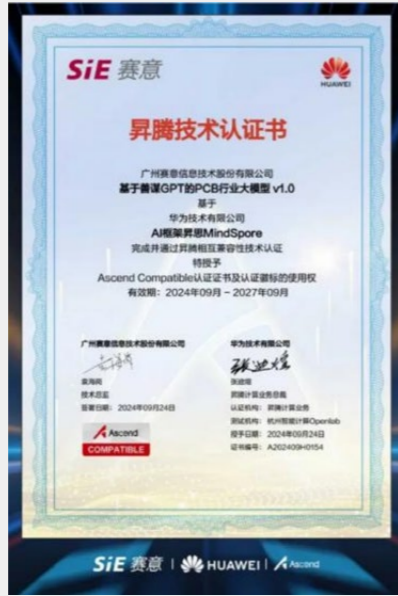 SiE 赛意
HUAWEI
昇腾技术认证书
广州赛意信息技术股份有限公司
基于善谋GPT的PCB行业大模型 v1.0
基于
华为技术有限公司
AI框架昇思MindSpore
完成并通过昇腾相互兼容性技术认证
特授予
Ascend Compatible认证证书及认证徽标的使用权
有效期：2024年09月 - 2027年09月
广州赛意信息技术股份有限公司
技术总监
签署日期：2024年09月24日
Ascend
COMPATIBLE
华为技术有限公司
张迪煊
昇腾计算业务总裁
认证机构：昇腾计算业务
测试机构：杭州智能计算Openlab
授予日期：2024年09月24日
证书编号：A202409H0154
SiE 赛意 | HUAWEI | Ascend